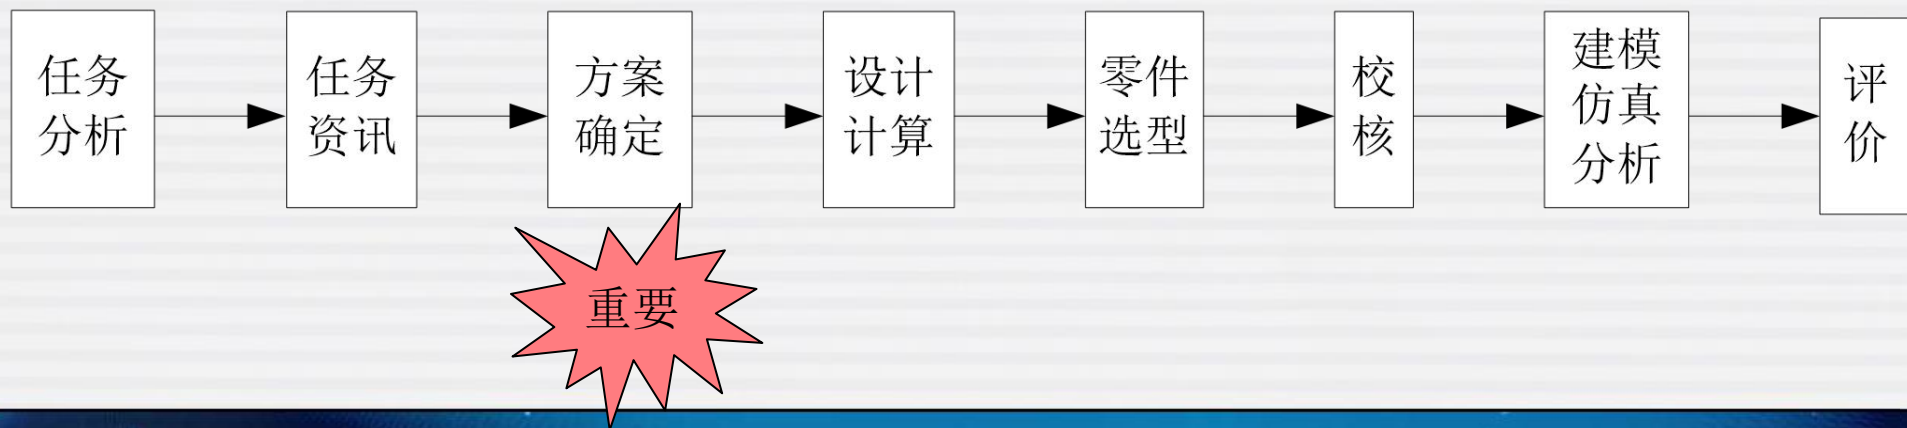 任务
分析
任务
资讯
方案
确定
设计
计算
零件
选型
校
核
建模
仿真
分析
评
价
重要